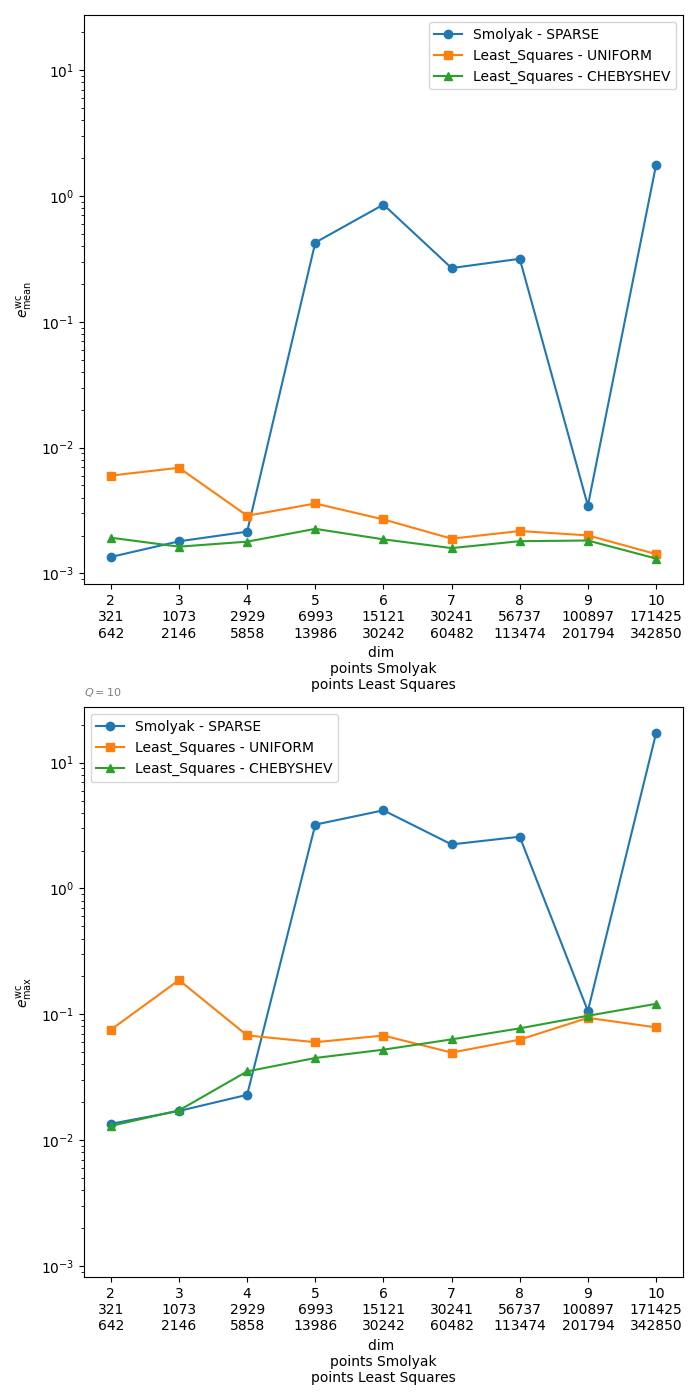 Smolyak - SPARSE
Least_Squares - UNIFORM
Least_Squares - CHEBYSHEV
10¹
10⁰
10⁻¹
10⁻²
10⁻³
e^wc_mean
2 3 4 5 6 7 8 9 10
321 1073 2929 6993 15121 30241 56737 100897 171425
642 2146 5858 13986 30242 60482 113474 201794 342850
dim
points Smolyak
points Least Squares
Q = 10
Smolyak - SPARSE
Least_Squares - UNIFORM
Least_Squares - CHEBYSHEV
10¹
10⁰
10⁻¹
10⁻²
10⁻³
e^wc_max
2 3 4 5 6 7 8 9 10
321 1073 2929 6993 15121 30241 56737 100897 171425
642 2146 5858 13986 30242 60482 113474 201794 342850
dim
points Smolyak
points Least Squares